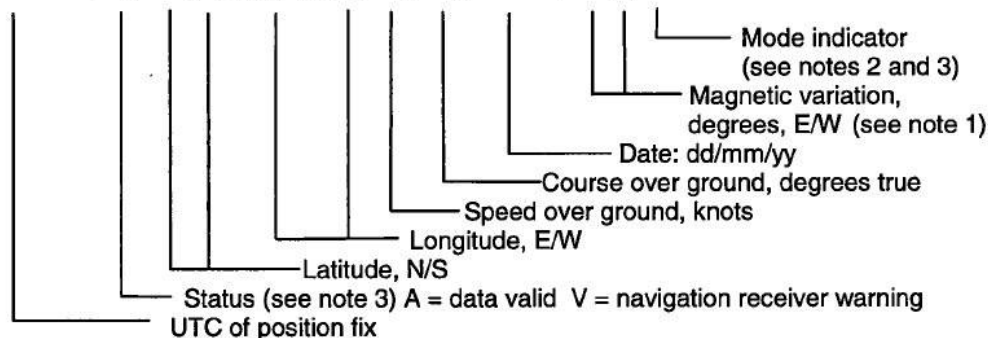 Mode indicator
(see notes 2 and 3)
Magnetic variation,
degrees, E/W (see note 1)
Date: dd/mm/yy
Course over ground, degrees true
Speed over ground, knots
Longitude, E/W
Latitude, N/S
Status (see note 3) A = data valid V = navigation receiver warning
UTC of position fix